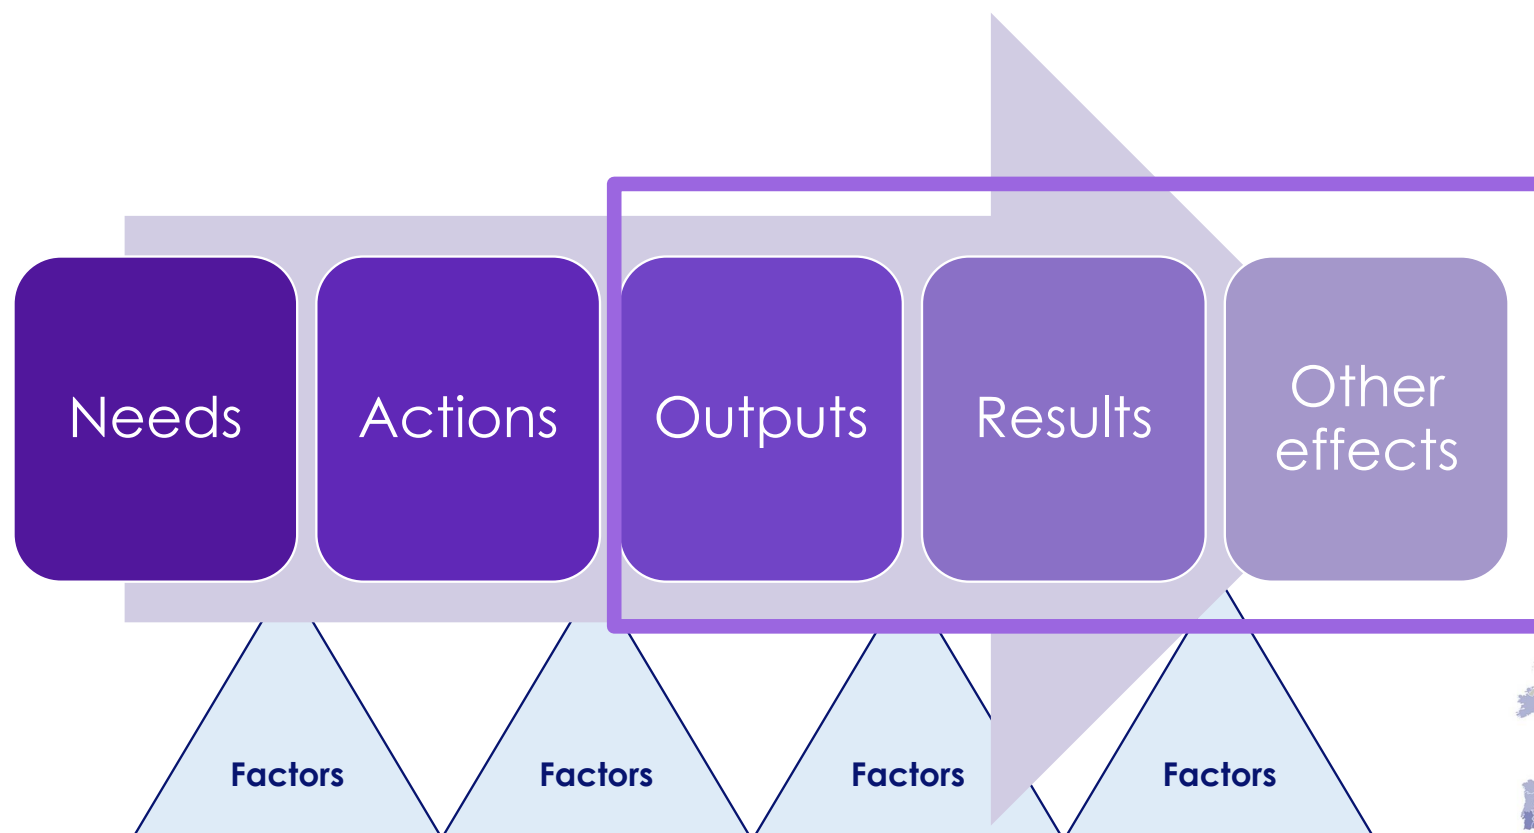 Needs
Actions
Outputs
Results
Other
effects
Factors
Factors
Factors
Factors